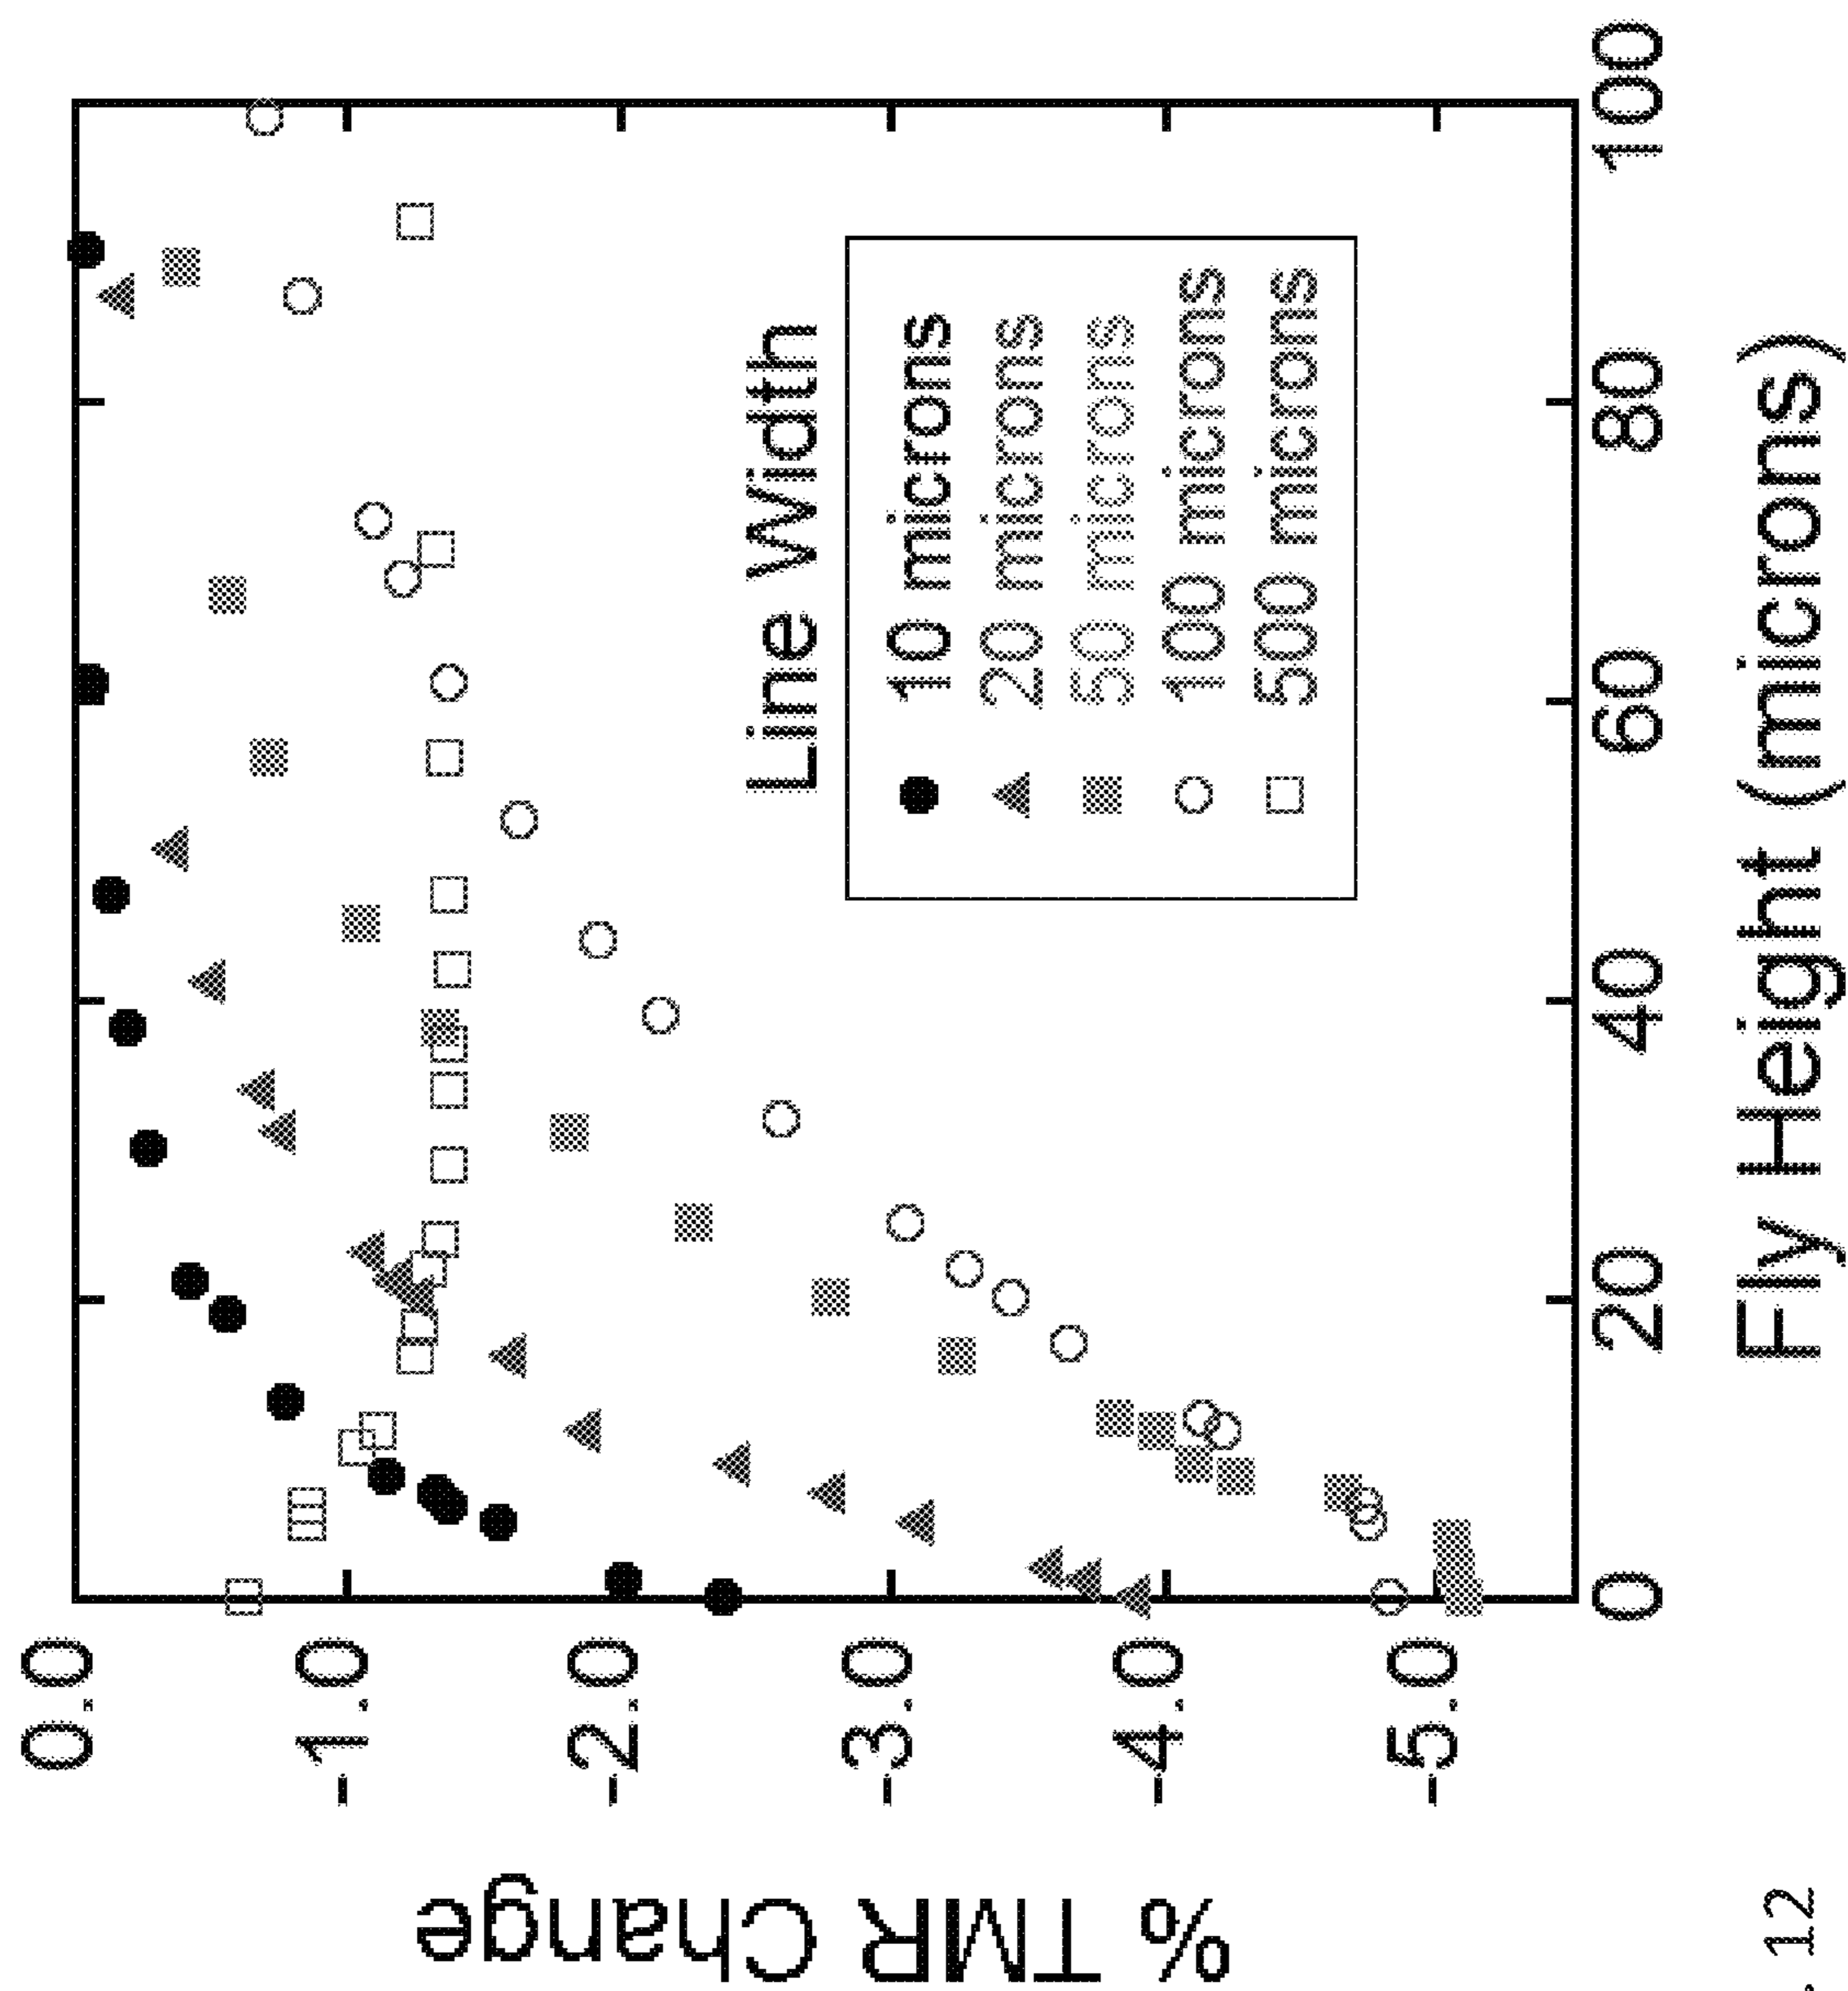 % TMR Change
0.0
-1.0
-2.0
-3.0
-4.0
-5.0
Line Width
10 microns
20 microns
50 microns
100 microns
500 microns
0 20 40 60 80 100
Fly Height (microns)
. 12